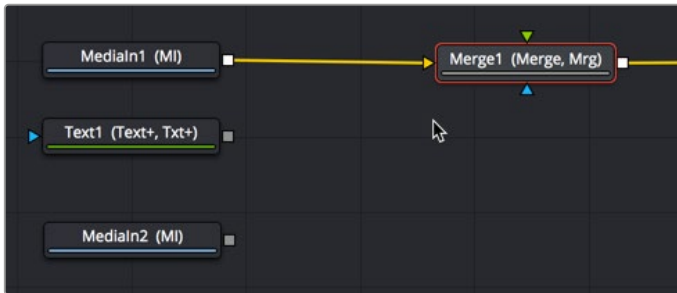 MediaIn1 (MI)
Merge1 (Merge, Mrg)
Text1 (Text+, Txt+)
MediaIn2 (MI)